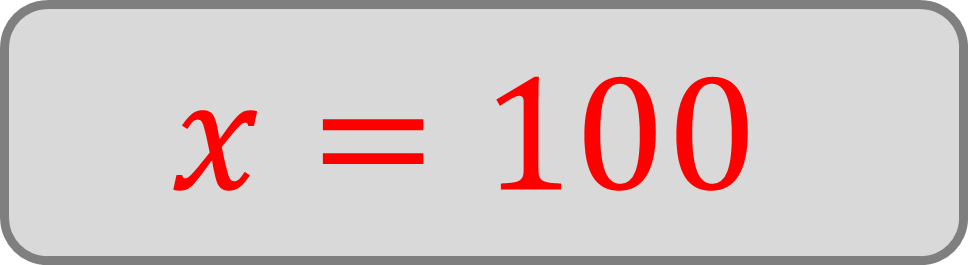 x = 100